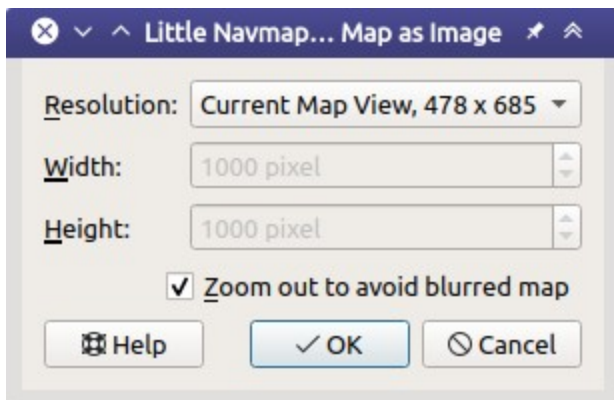 Little Navmap... Map as Image
Resolution: Current Map View, 478 x 685
Width: 1000 pixel
Height: 1000 pixel
Zoom out to avoid blurred map
Help OK Cancel